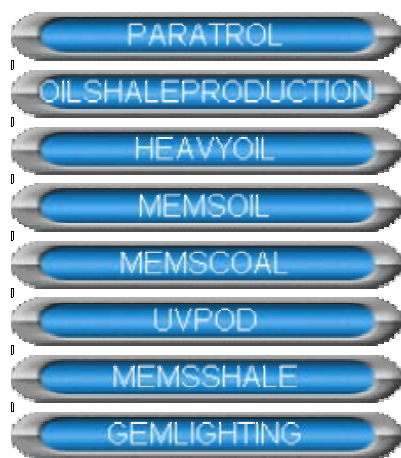 PARATROL
OILSHALEPRODUCTION
HEAVYOIL
MEMSOIL
MEMSCOAL
UVPOD
MEMSSHALE
GEMLIGHTING